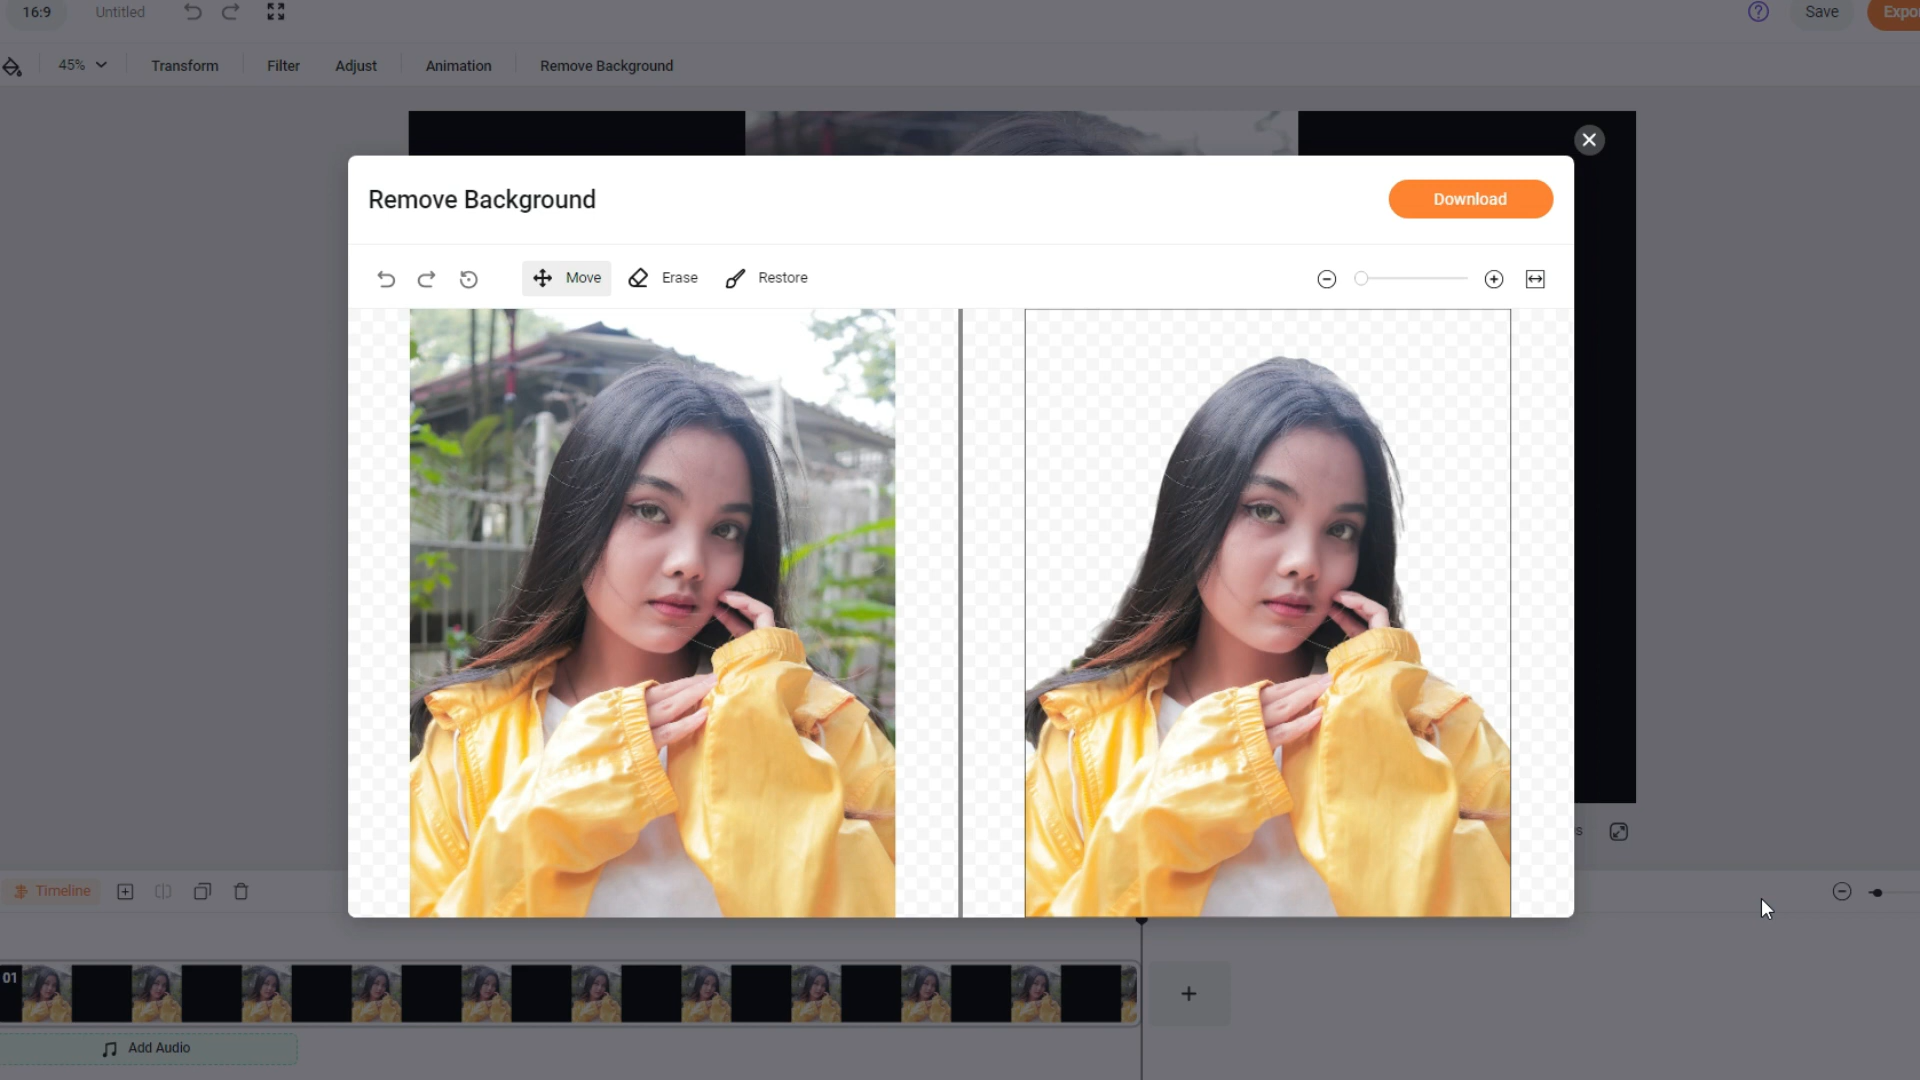 16:9 Untitled Save Expo
45% Transform Filter Adjust Animation Remove Background
Remove Background Download
Move Erase Restore
s
Timeline
01
Add Audio